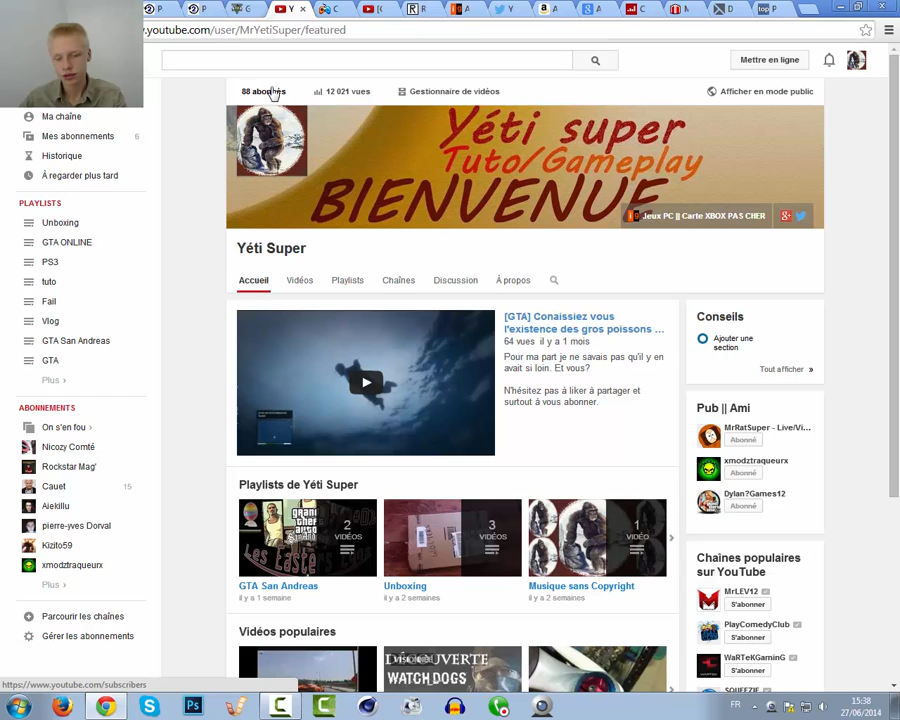 P
P
G
Y
C
[(
R
A
Y
A
A
C
M
D
top P
.youtube.com/user/MrYetiSuper/featured
Mettre en ligne
88 abonnés
12 021 vues
Gestionnaire de vidéos
Afficher en mode public
Ma chaîne
Mes abonnements 6
Historique
À regarder plus tard
PLAYLISTS
Unboxing
GTA ONLINE
PS3
tuto
Fail
Vlog
GTA San Andreas
GTA
Plus ›
ABONNEMENTS
On s'en fou ›
Nicozy Comté
Rockstar Mag'
Cauet 15
Aiekillu
pierre-yves Dorval
Kizito59
xmodztraqueurx
Plus ›
Parcourir les chaînes
Gérer les abonnements
Yéti super
Tuto/Gameplay
BIENVENUE
Jeux PC || Carte XBOX PAS CHER
Yéti Super
Accueil
Vidéos
Playlists
Chaînes
Discussion
À propos
[GTA] Conaissiez vous
l'existence des gros poissons ...
64 vues il y a 1 mois
Pour ma part je ne savais pas qu'il y en
avait si loin. Et vous?
N'hésitez pas à liker à partager et
surtout à vous abonner.
Playlists de Yéti Super
2
VIDÉOS
3
VIDÉOS
1
VIDÉO
GTA San Andreas
il y a 1 semaine
Unboxing
il y a 2 semaines
Musique sans Copyright
il y a 2 semaines
Vidéos populaires
DÉCOUVERTE
WATCH DOGS
Conseils
Ajouter une
section
Tout afficher »
Pub || Ami
MrRatSuper - Live/Vi...
Abonné
xmodztraqueurx
Abonné
Dylan?Games12
Abonné
Chaînes populaires
sur YouTube
MrLEV12
S'abonner
PlayComedyClub
S'abonner
WaRTeKGaminG
S'abonner
SQUEEZIE
https://www.youtube.com/subscribers
FR
15:38
27/06/2014